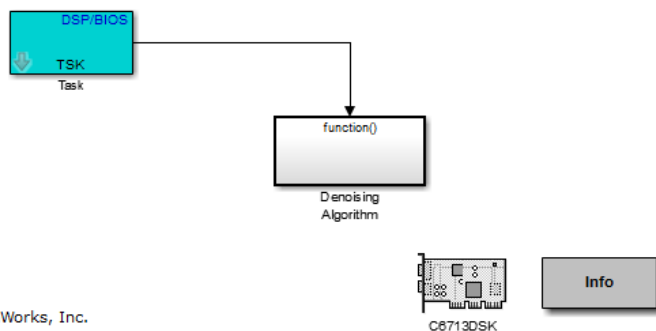 DSP/BIOS
TSK
Task
function()
Denoising
Algorithm
Info
C6713DSK
Works, Inc.